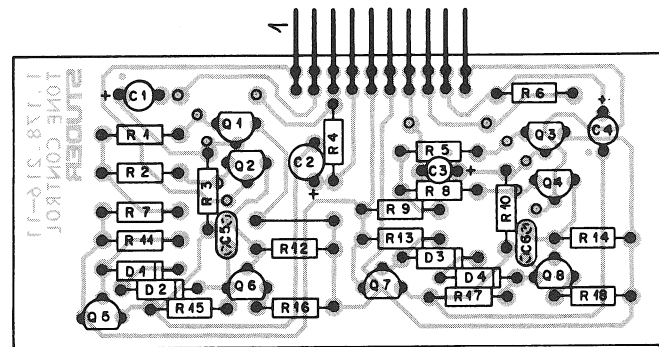 1
STUDER
TONE CONTROL
1.178.216-11
C1
R1
R2
R7
R11
D1
D2
R15
Q5
Q1
Q2
R3
C5
Q6
C2
R4
R12
R16
R6
R5
C3
R8
R9
R13
D3
D4
R17
Q7
Q3
C4
Q4
R10
C6
R14
Q8
R18